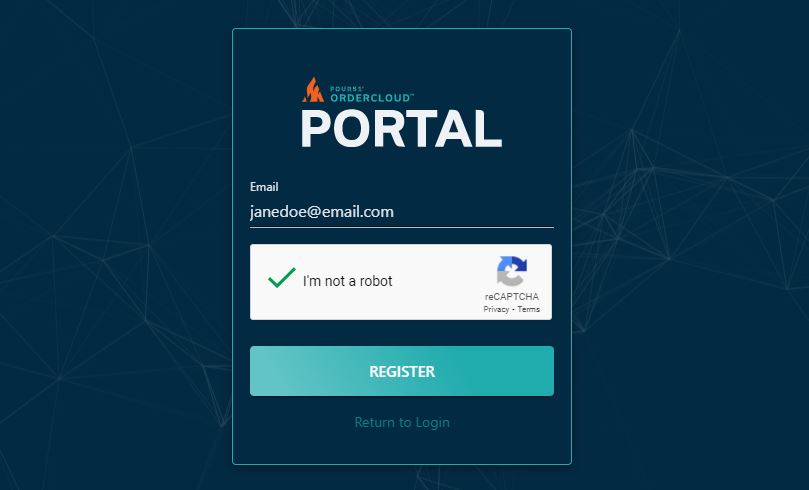 FOUR51
ORDERCLOUD™
PORTAL
Email
janedoe@email.com
I'm not a robot
reCAPTCHA
Privacy • Terms
REGISTER
Return to Login